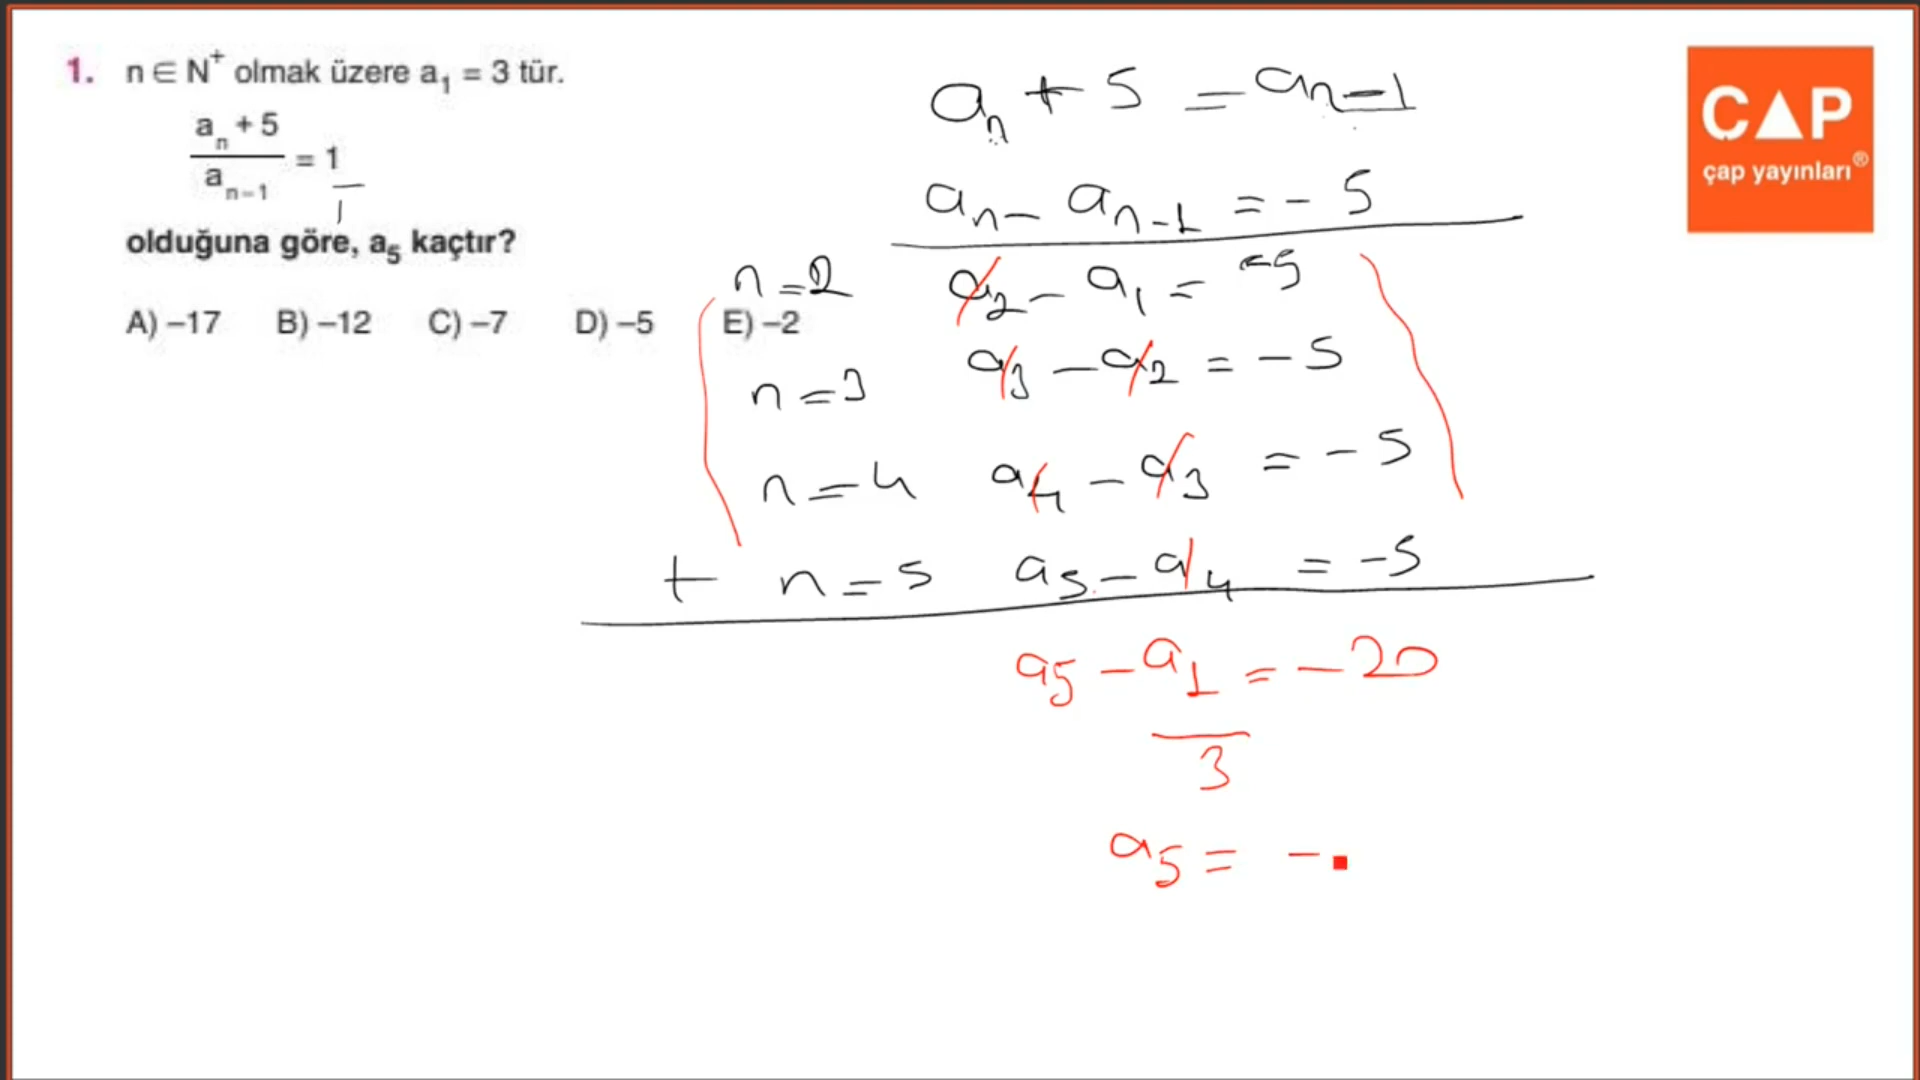 1. n ∈ N⁺ olmak üzere a₁ = 3 tür.
aₙ + 5
aₙ₋₁
= 1
1
olduğuna göre, a₅ kaçtır?
A) –17 B) –12 C) –7 D) –5 E) –2
aₙ + 5 = aₙ₋₁
aₙ - aₙ₋₁ = - 5
n = 2 a₂ - a₁ = -5
n = 3 a₃ - a₂ = - 5
n = 4 a₄ - a₃ = - 5
+ n = 5 a₅ - a₄ = -5
a₅ - a₁ = - 20
3
a₅ = -
CAP
çap yayınları®